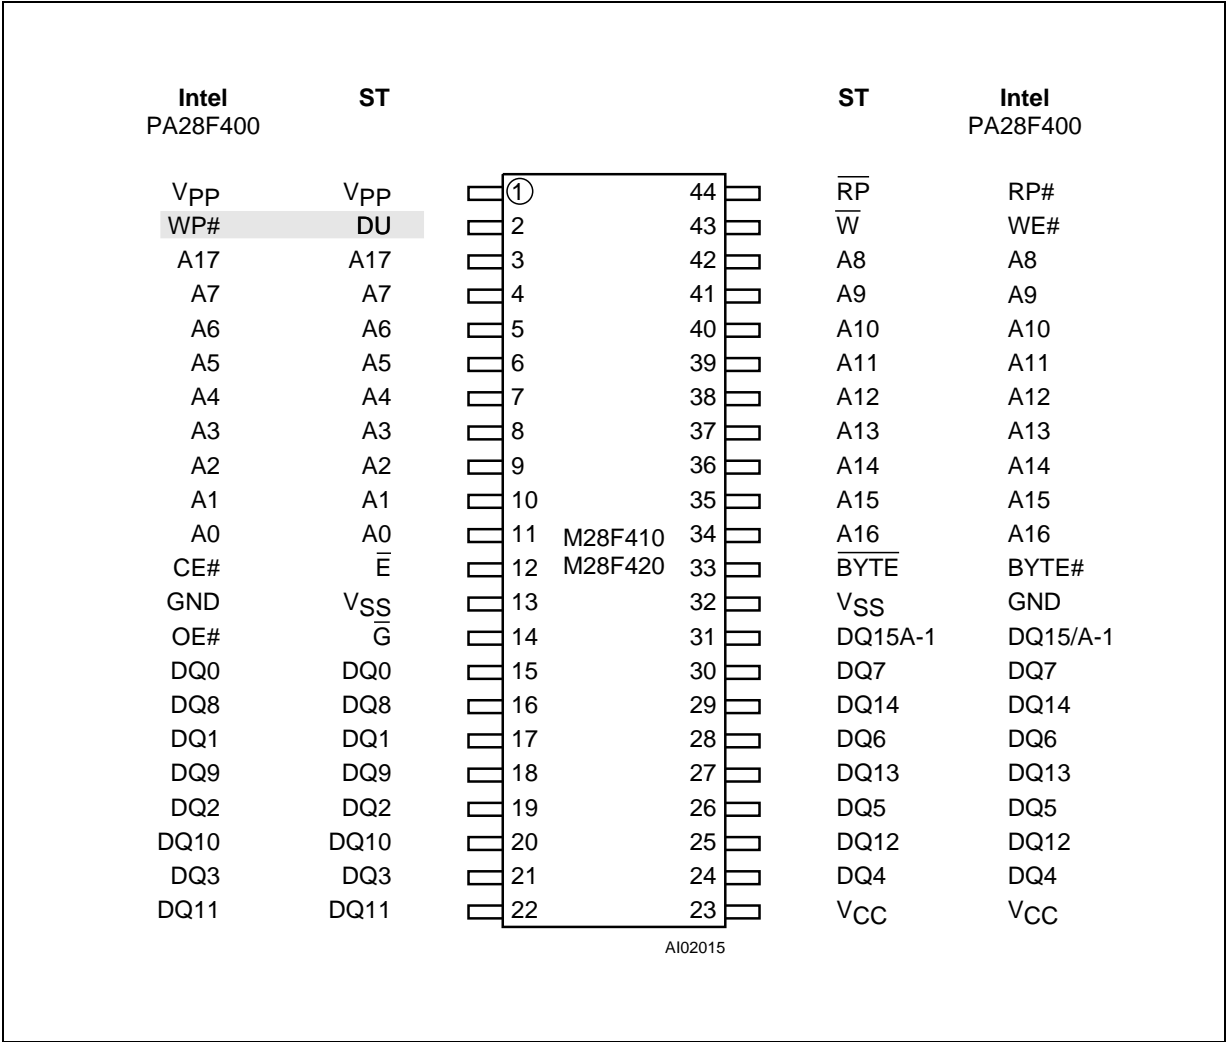 Intel ST ST Intel
PA28F400 PA28F400
VPP VPP 1 44 R̅P̅ RP#
WP# DU 2 43 W̅ WE#
A17 A17 3 42 A8 A8
A7 A7 4 41 A9 A9
A6 A6 5 40 A10 A10
A5 A5 6 39 A11 A11
A4 A4 7 38 A12 A12
A3 A3 8 37 A13 A13
A2 A2 9 36 A14 A14
A1 A1 10 35 A15 A15
A0 A0 11 M28F410 34 A16 A16
CE# E̅ 12 M28F420 33 B̅Y̅T̅E̅ BYTE#
GND VSS 13 32 VSS GND
OE# G̅ 14 31 DQ15A-1 DQ15/A-1
DQ0 DQ0 15 30 DQ7 DQ7
DQ8 DQ8 16 29 DQ14 DQ14
DQ1 DQ1 17 28 DQ6 DQ6
DQ9 DQ9 18 27 DQ13 DQ13
DQ2 DQ2 19 26 DQ5 DQ5
DQ10 DQ10 20 25 DQ12 DQ12
DQ3 DQ3 21 24 DQ4 DQ4
DQ11 DQ11 22 23 VCC VCC
AI02015